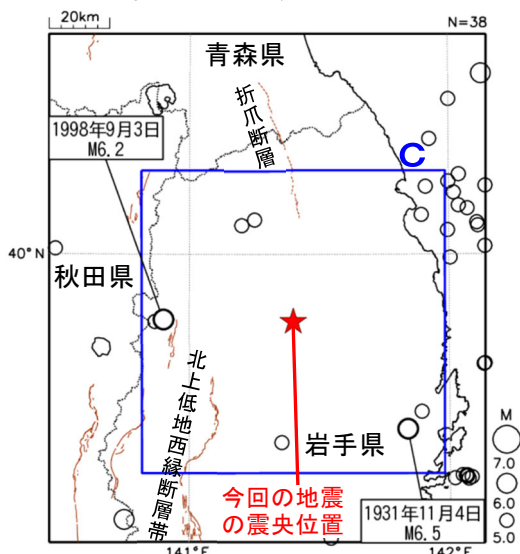 20km
N=38
青森県
折爪断層
1998年9月3日
M6.2
C
40°N
秋田県
北上低地西縁断層帯
岩手県
今回の地震
の震央位置
1931年11月4日
M6.5
M
7.0
6.0
5.0
141°E
142°E